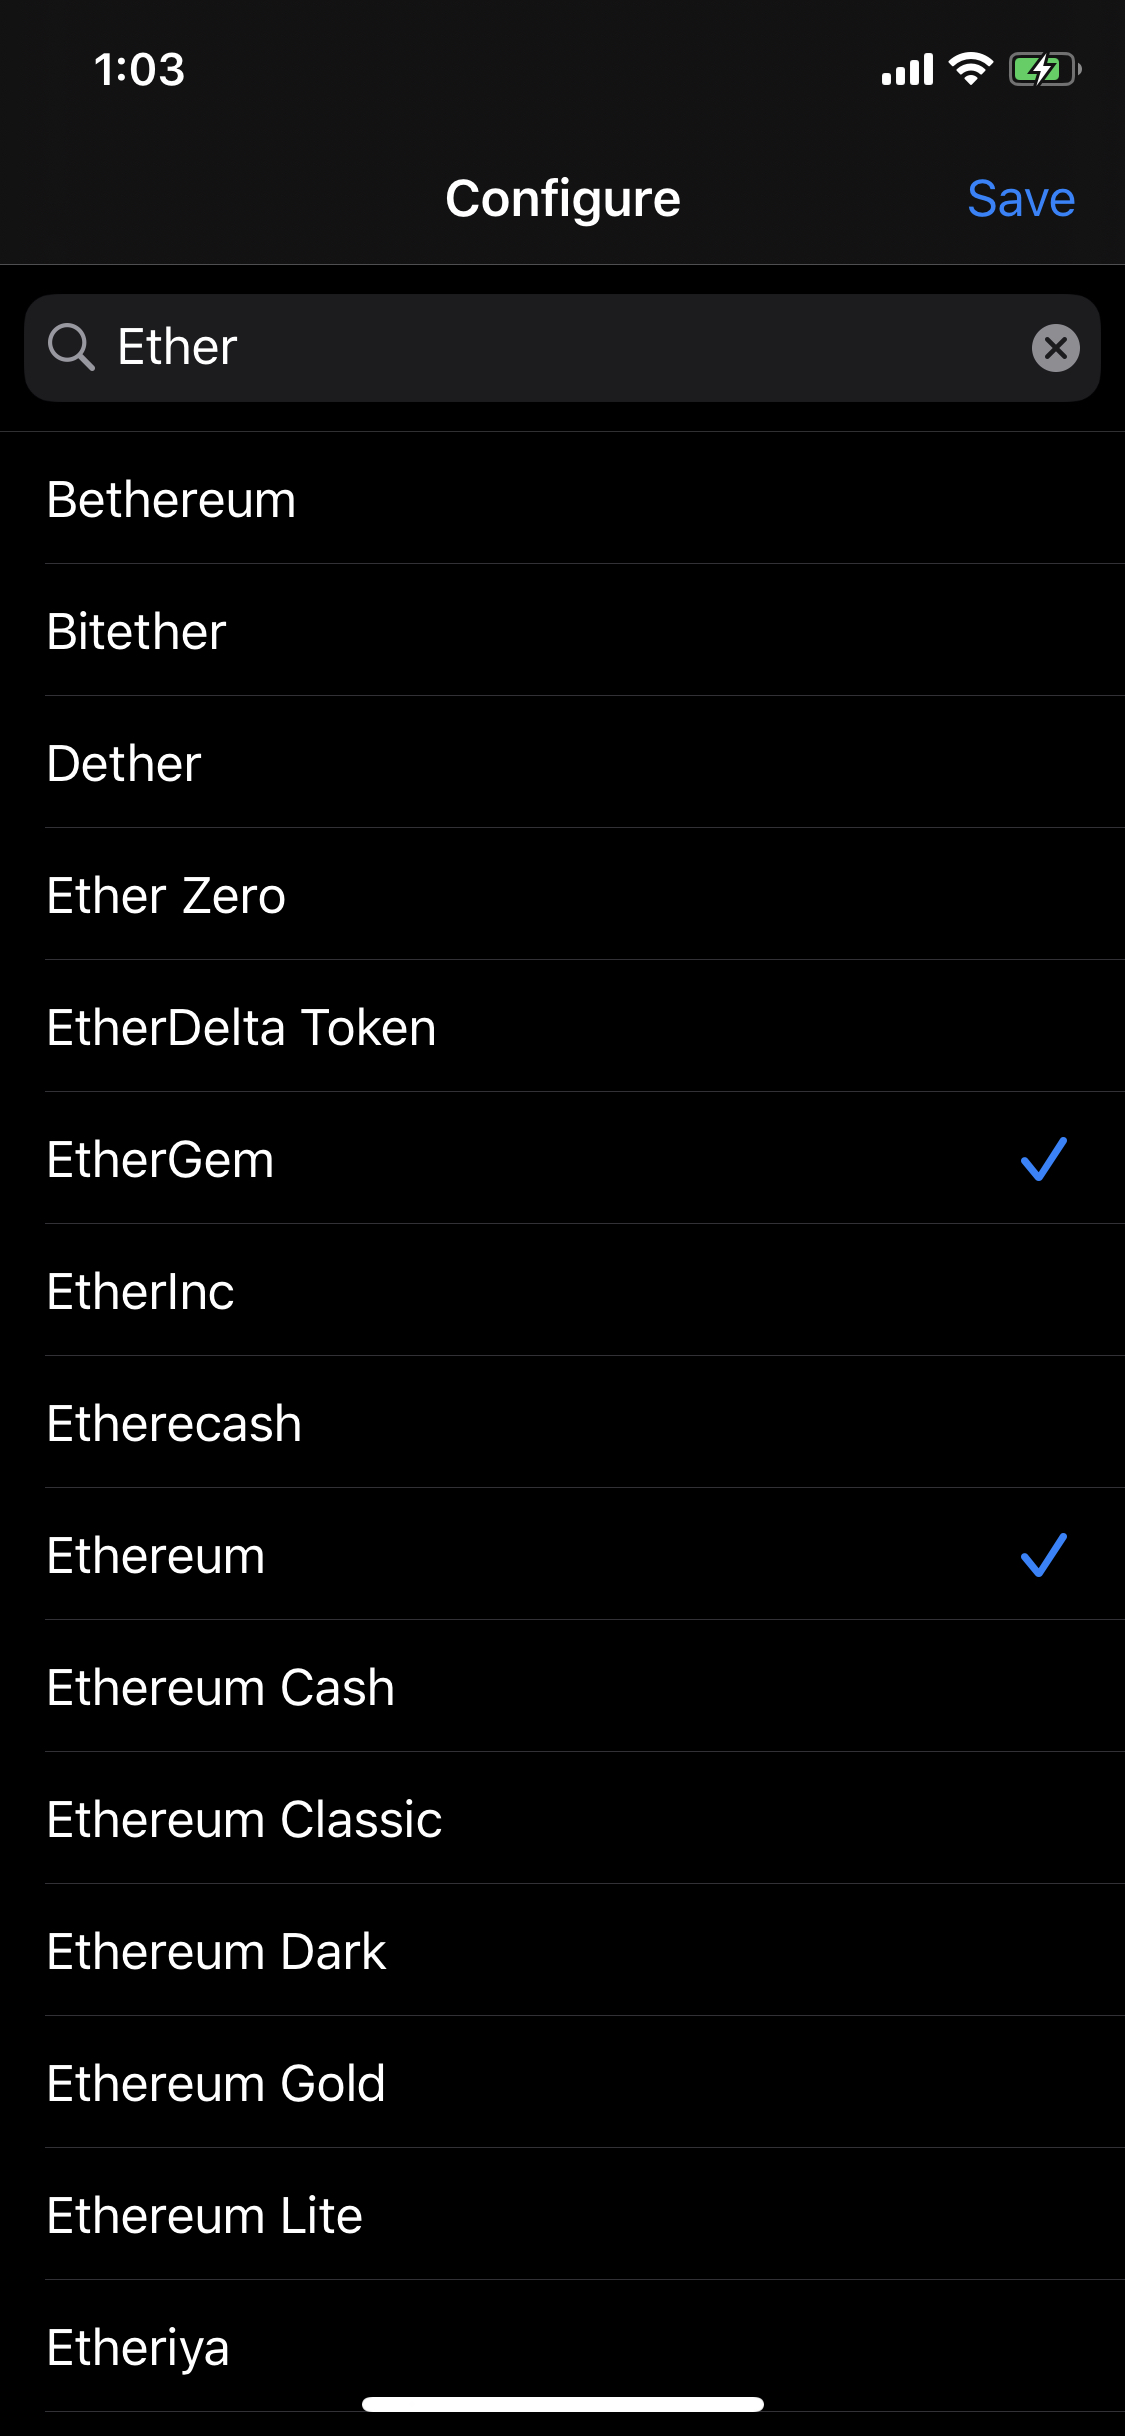 1:03
Configure
Save
Ether
Bethereum
Bitether
Dether
Ether Zero
EtherDelta Token
EtherGem
EtherInc
Etherecash
Ethereum
Ethereum Cash
Ethereum Classic
Ethereum Dark
Ethereum Gold
Ethereum Lite
Etheriya